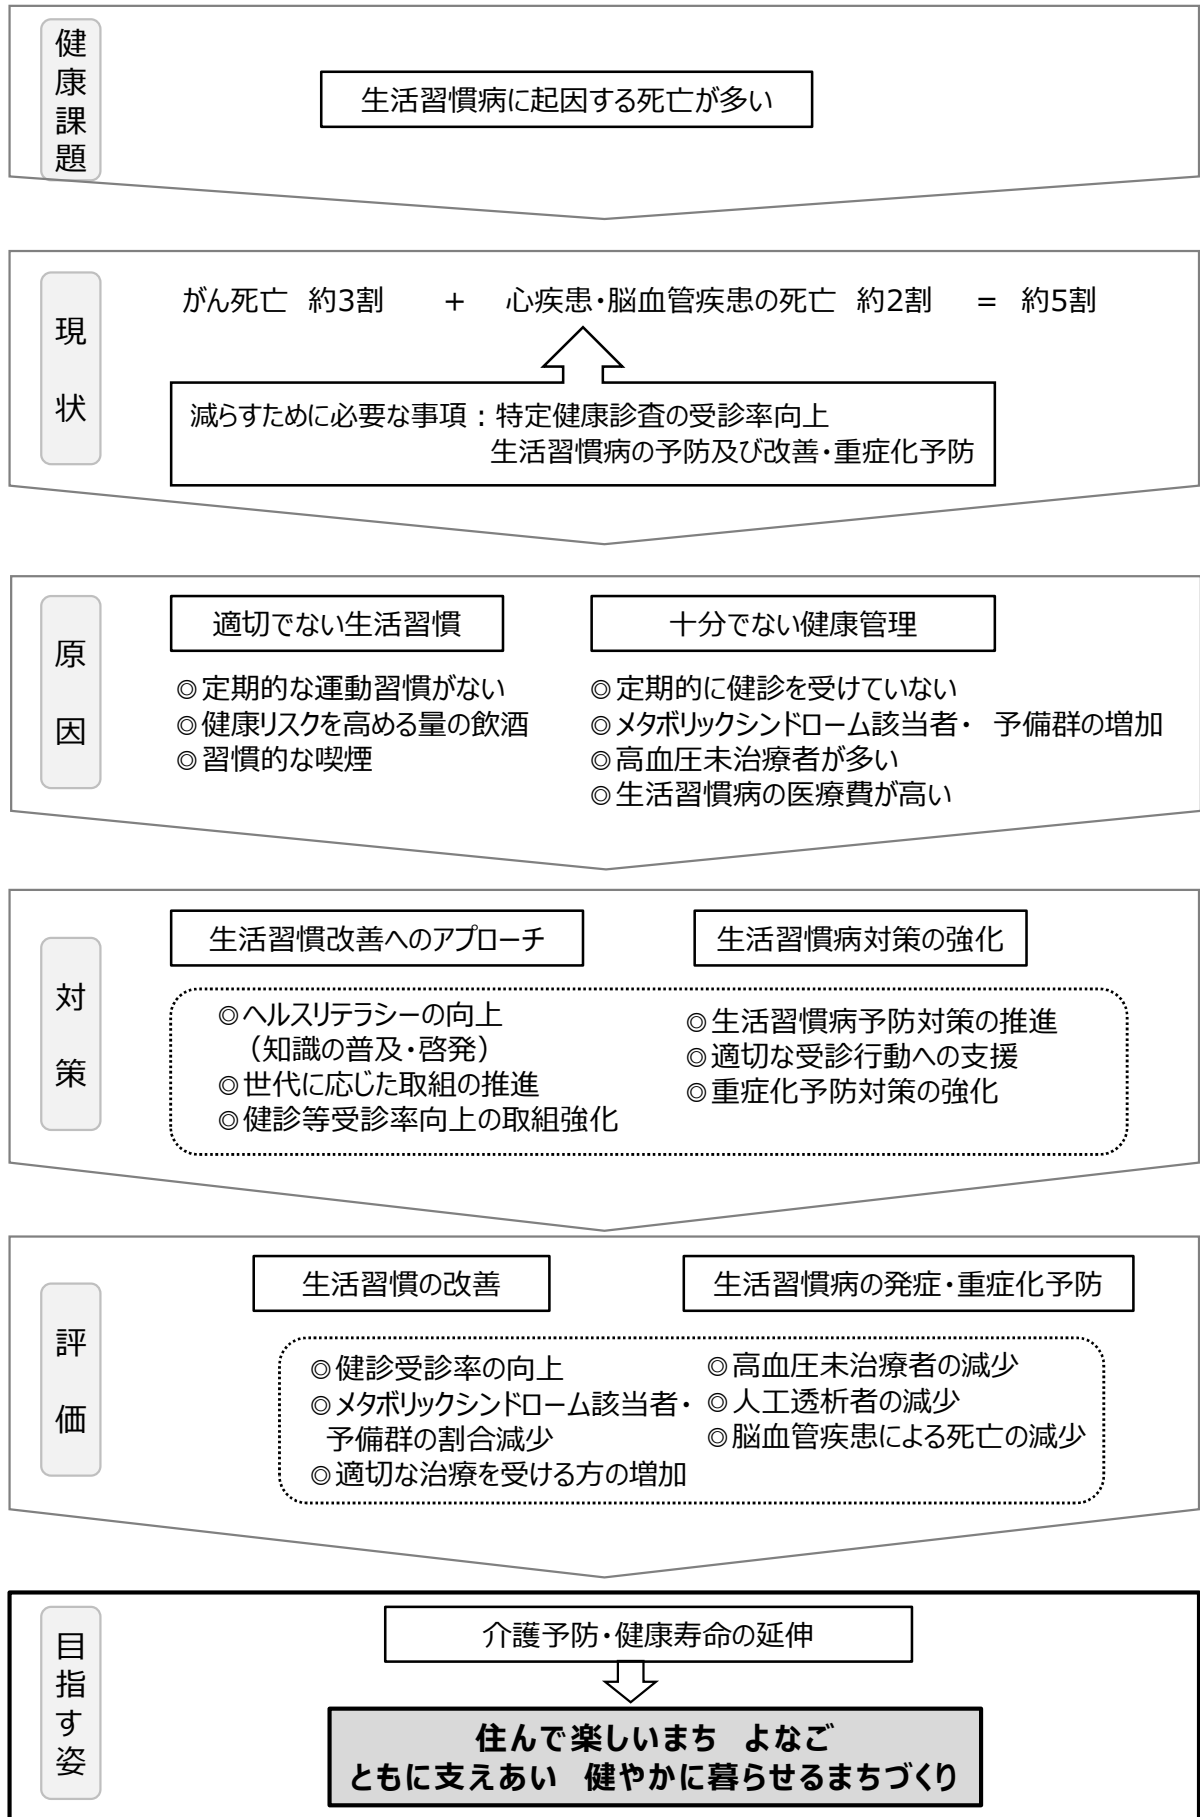 健康課題
生活習慣病に起因する死亡が多い
現状
がん死亡 約3割 + 心疾患・脳血管疾患の死亡 約2割 = 約5割
減らすために必要な事項：特定健康診査の受診率向上
生活習慣病の予防及び改善・重症化予防
原因
適切でない生活習慣
◎定期的な運動習慣がない
◎健康リスクを高める量の飲酒
◎習慣的な喫煙
十分でない健康管理
◎定期的に健診を受けていない
◎メタボリックシンドローム該当者・ 予備群の増加
◎高血圧未治療者が多い
◎生活習慣病の医療費が高い
対策
生活習慣改善へのアプローチ
◎ヘルスリテラシーの向上
（知識の普及・啓発）
◎世代に応じた取組の推進
◎健診等受診率向上の取組強化
生活習慣病対策の強化
◎生活習慣病予防対策の推進
◎適切な受診行動への支援
◎重症化予防対策の強化
評価
生活習慣の改善
◎健診受診率の向上
◎メタボリックシンドローム該当者・
予備群の割合減少
◎適切な治療を受ける方の増加
生活習慣病の発症・重症化予防
◎高血圧未治療者の減少
◎人工透析者の減少
◎脳血管疾患による死亡の減少
目指す姿
介護予防・健康寿命の延伸
住んで楽しいまち よなご
ともに支えあい 健やかに暮らせるまちづくり